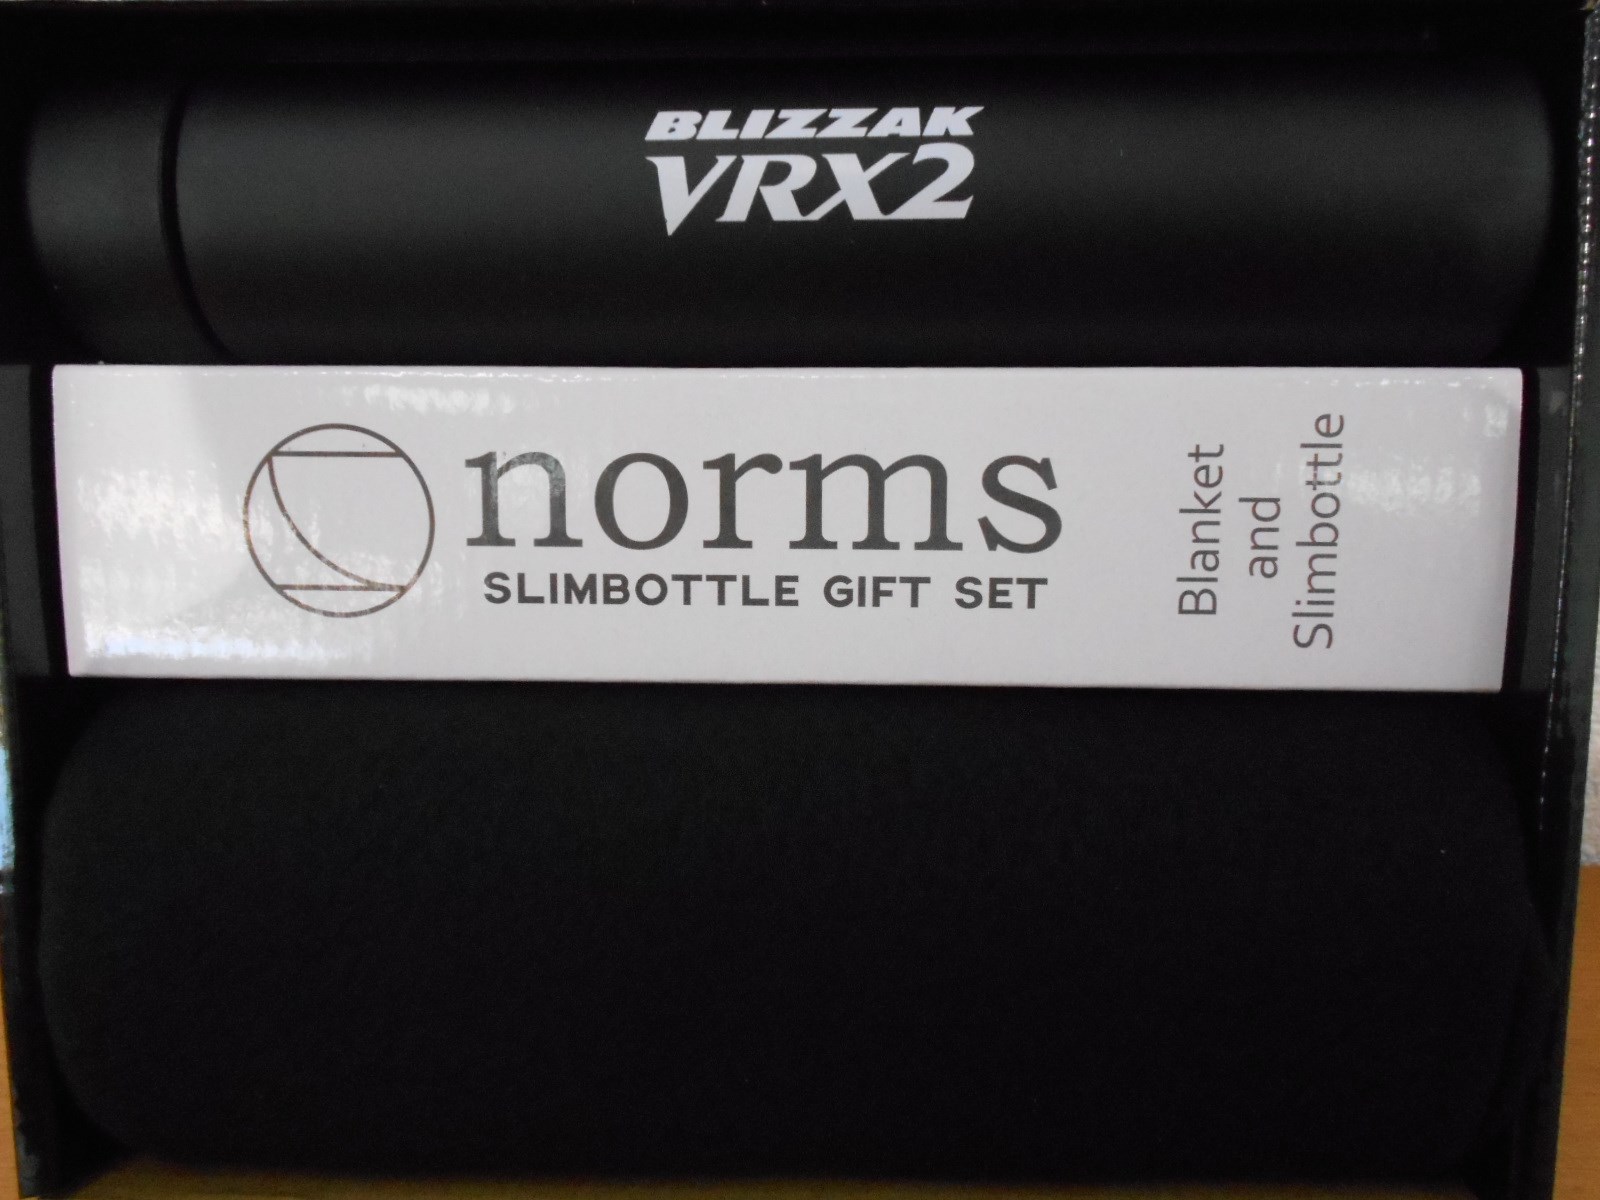 BLIZZAK
VRX2
norms
SLIMBOTTLE GIFT SET
Blanket
and
Slimbottle